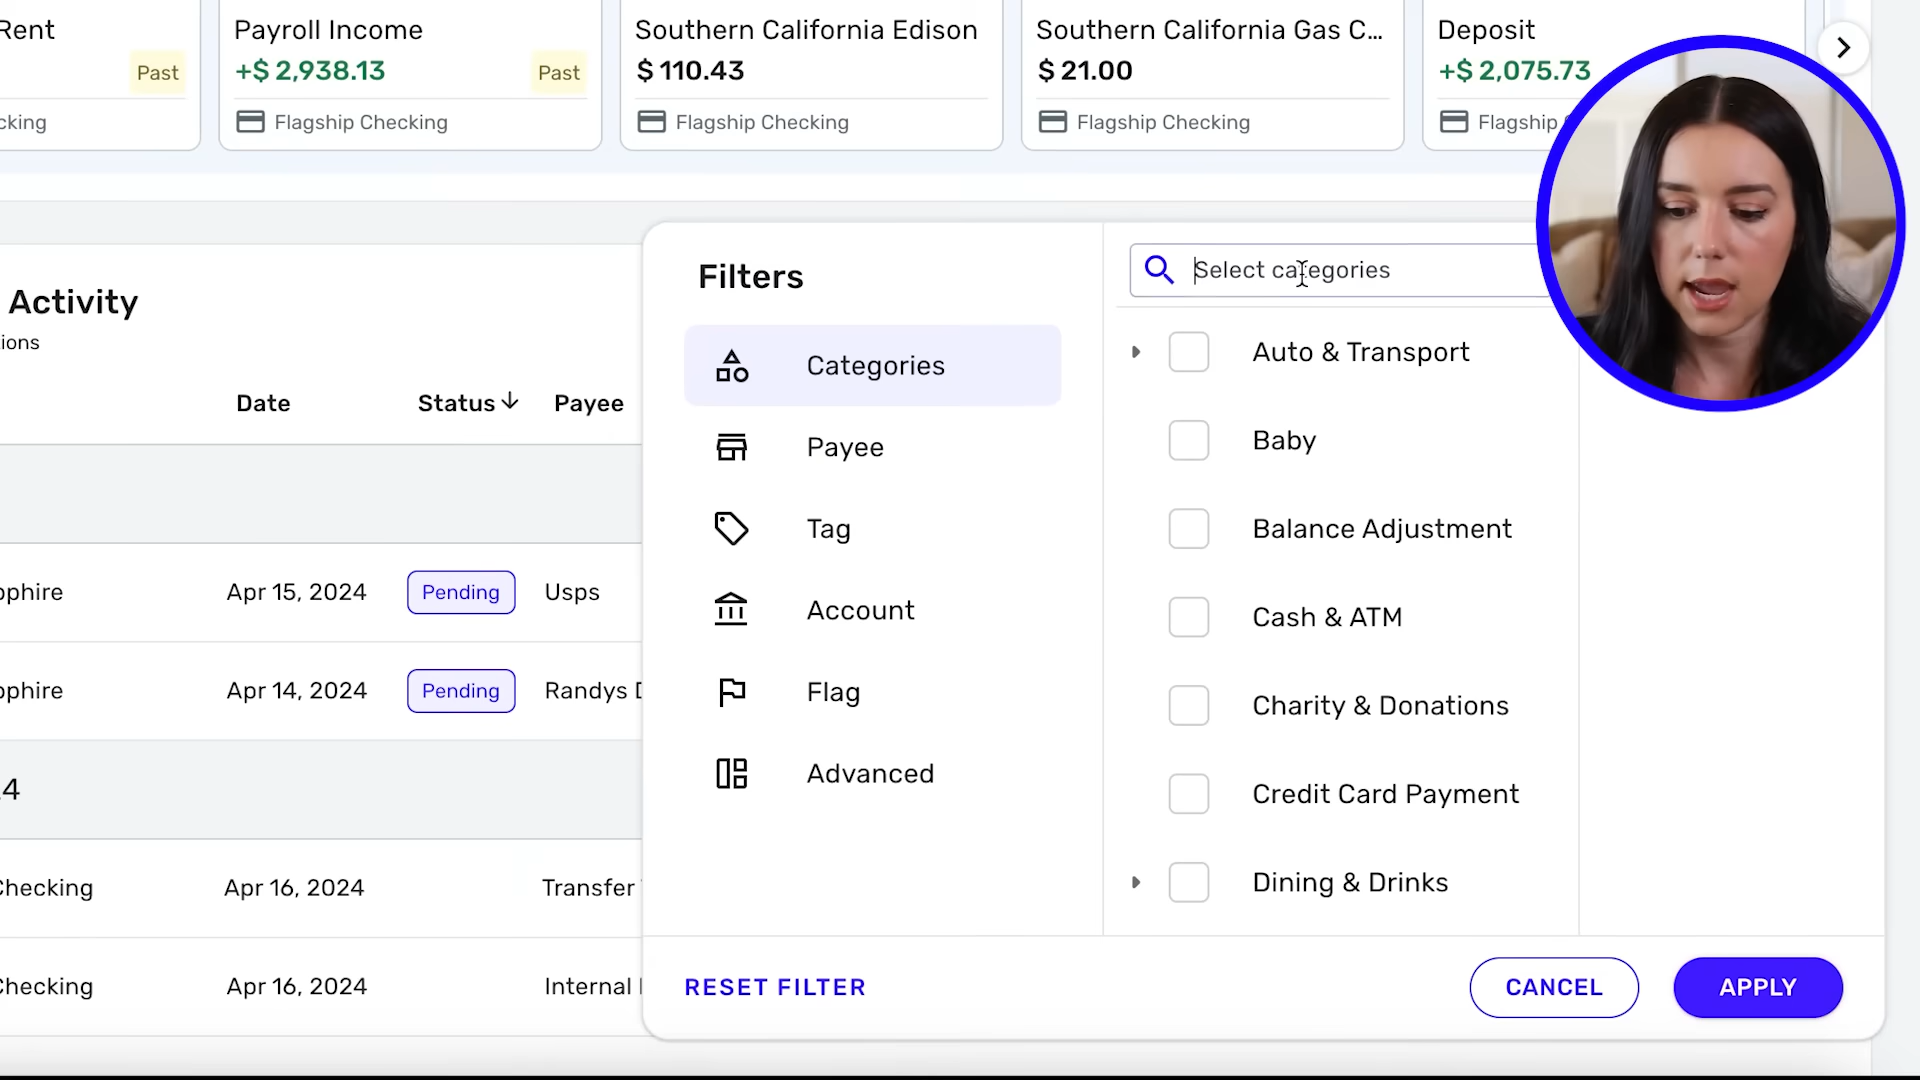 Rent
Past
cking
Payroll Income
+$ 2,938.13
Past
Flagship Checking
Southern California Edison
$ 110.43
Flagship Checking
Southern California Gas C...
$ 21.00
Flagship Checking
Deposit
+$ 2,075.73
Flagship
Activity
ions
Date
Status
Payee
pphire
Apr 15, 2024
Pending
Usps
pphire
Apr 14, 2024
Pending
Randys D
4
Checking
Apr 16, 2024
Transfer
Checking
Apr 16, 2024
Internal
Filters
Categories
Payee
Tag
Account
Flag
Advanced
Select categories
Auto & Transport
Baby
Balance Adjustment
Cash & ATM
Charity & Donations
Credit Card Payment
Dining & Drinks
RESET FILTER
CANCEL
APPLY